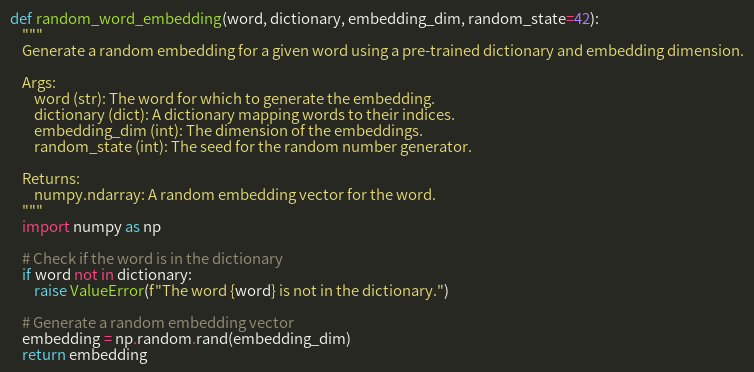 def random_word_embedding(word, dictionary, embedding_dim, random_state=42):
    """
    Generate a random embedding for a given word using a pre-trained dictionary and embedding dimension.

    Args:
        word (str): The word for which to generate the embedding.
        dictionary (dict): A dictionary mapping words to their indices.
        embedding_dim (int): The dimension of the embeddings.
        random_state (int): The seed for the random number generator.

    Returns:
        numpy.ndarray: A random embedding vector for the word.
    """
    import numpy as np

    # Check if the word is in the dictionary
    if word not in dictionary:
        raise ValueError(f"The word {word} is not in the dictionary.")

    # Generate a random embedding vector
    embedding = np.random.rand(embedding_dim)
    return embedding